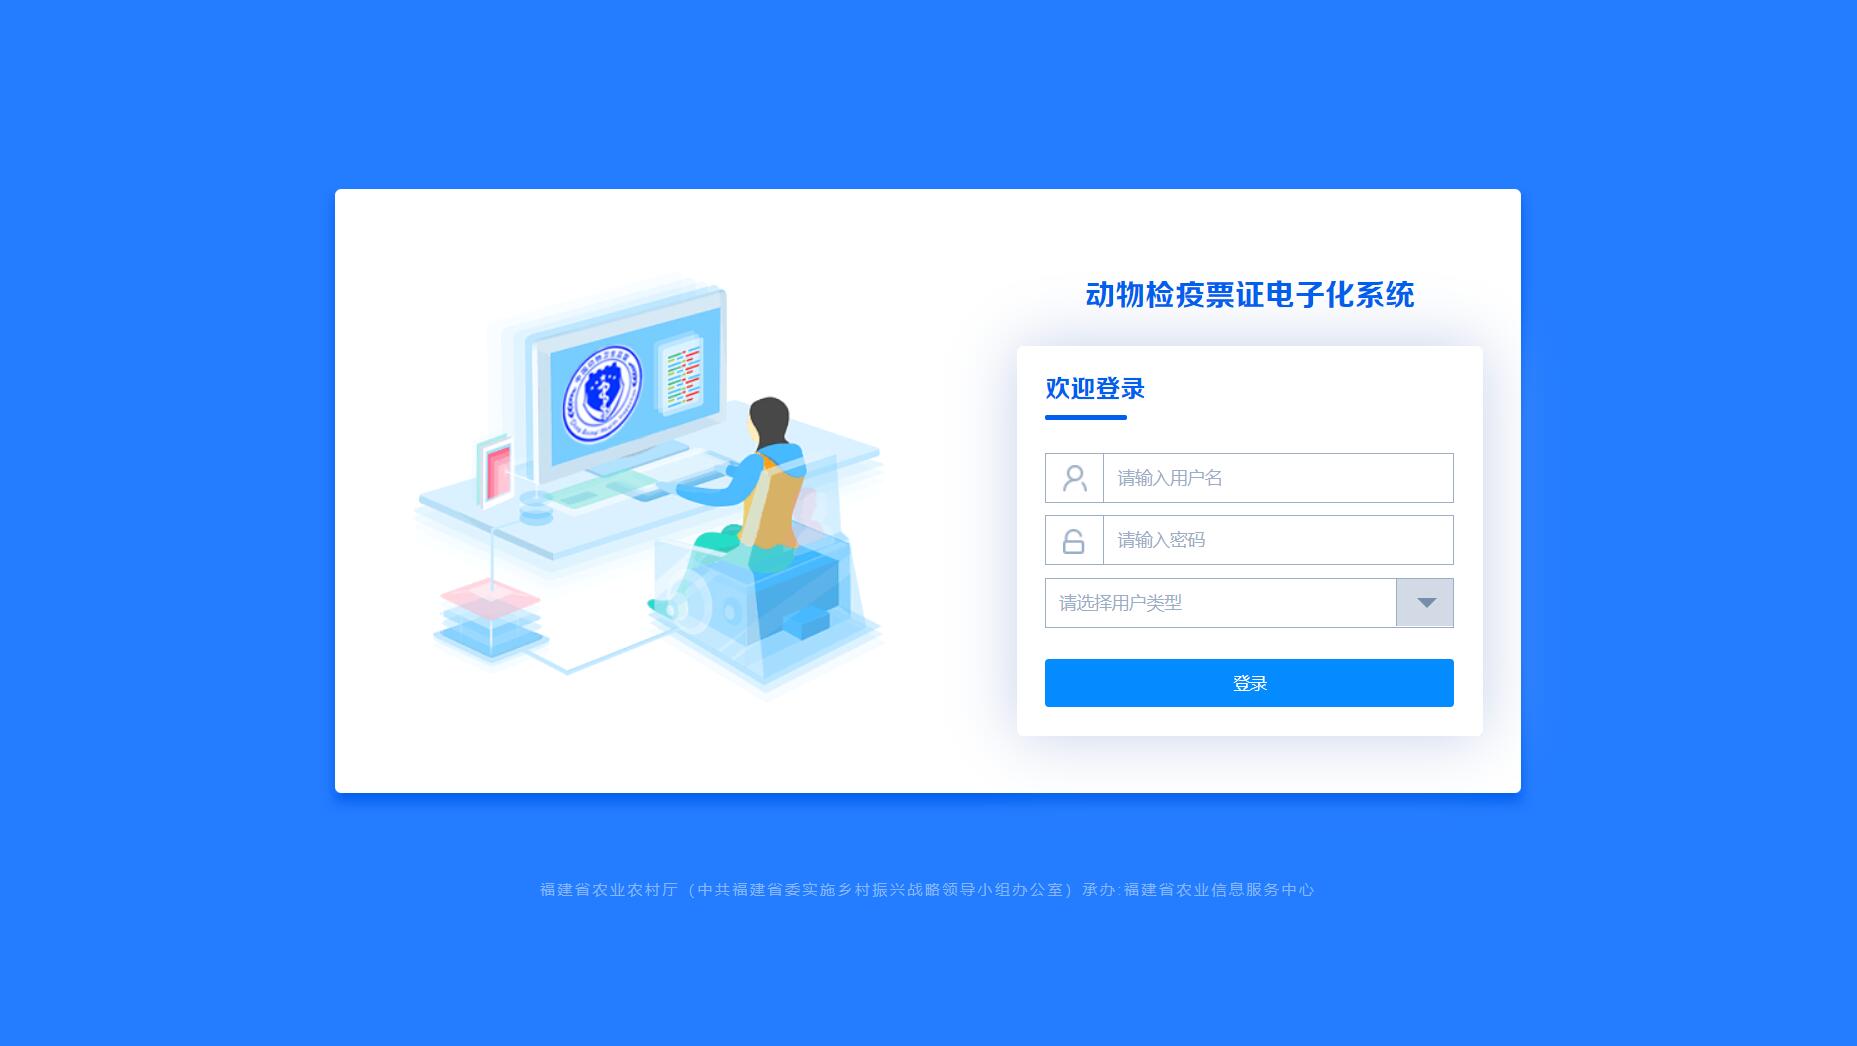 动物检疫票证电子化系统
欢迎登录
请输入用户名
请输入密码
请选择用户类型
登录
福建省农业农村厅（中共福建省委实施乡村振兴战略领导小组办公室）承办:福建省农业信息服务中心